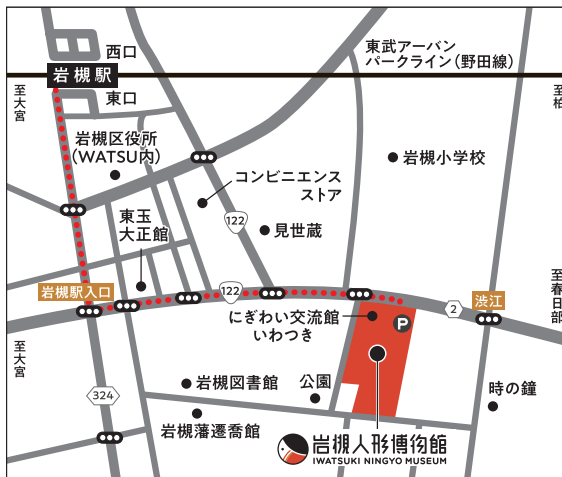 西口
岩槻駅
東口
東武アーバン
パークライン(野田線)
至大宮
至柏
岩槻区役所
(WATSU内)
コンビニエンス
ストア
岩槻小学校
東玉
大正館
122
見世蔵
岩槻駅入口
122
2
渋江
至春日部
にぎわい交流館
いわつき
P
至大宮
324
岩槻図書館
公園
時の鐘
岩槻藩遷喬館
岩槻人形博物館
IWATSUKI NINGYO MUSEUM